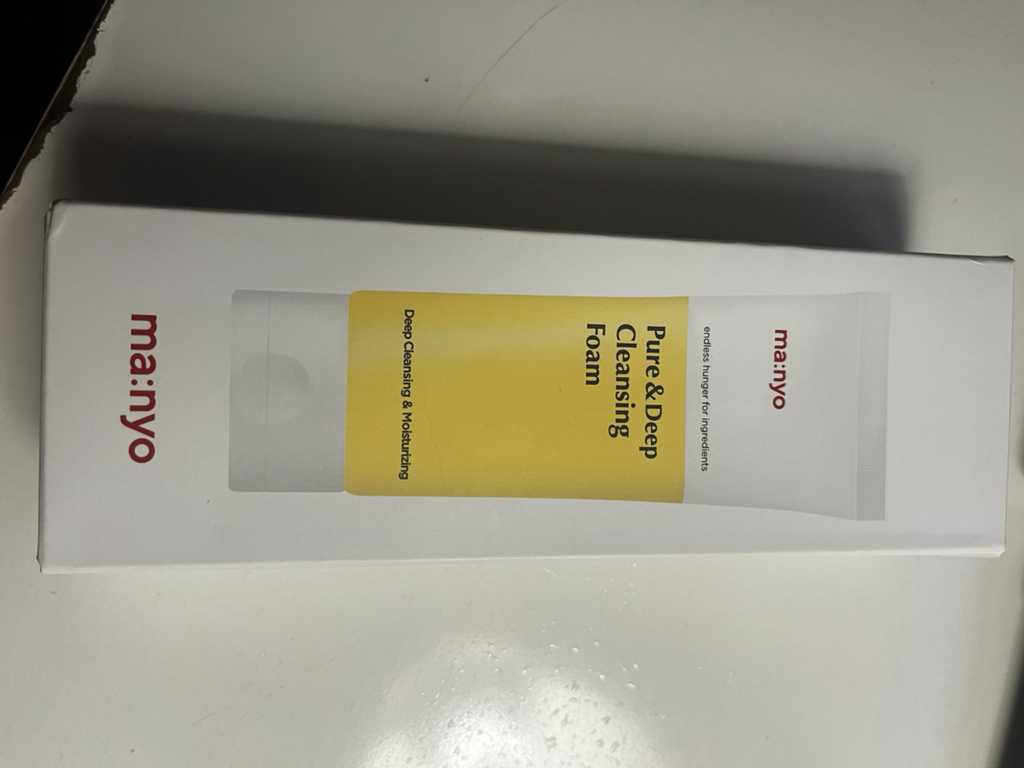 ma:nyo
endless hunger for ingredients
Pure & Deep
Cleansing
Foam
Deep Cleansing & Moisturizing
ma:nyo